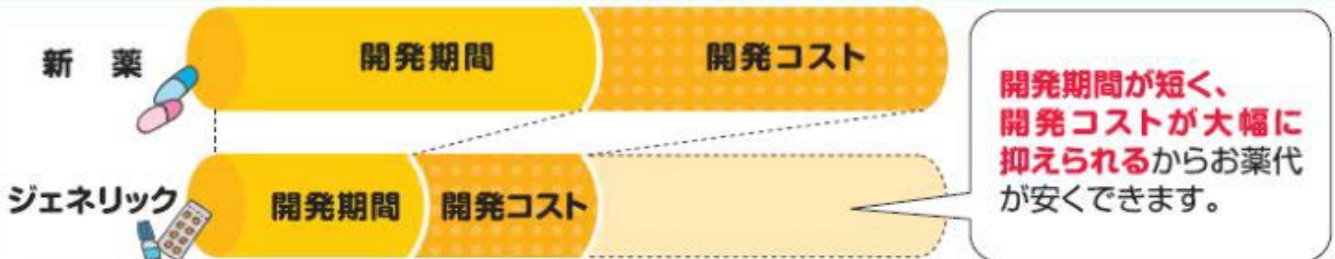 新 薬
開発期間
開発コスト
ジェネリック
開発期間
開発コスト
開発期間が短く、
開発コストが大幅に
抑えられるからお薬代
が安くできます。